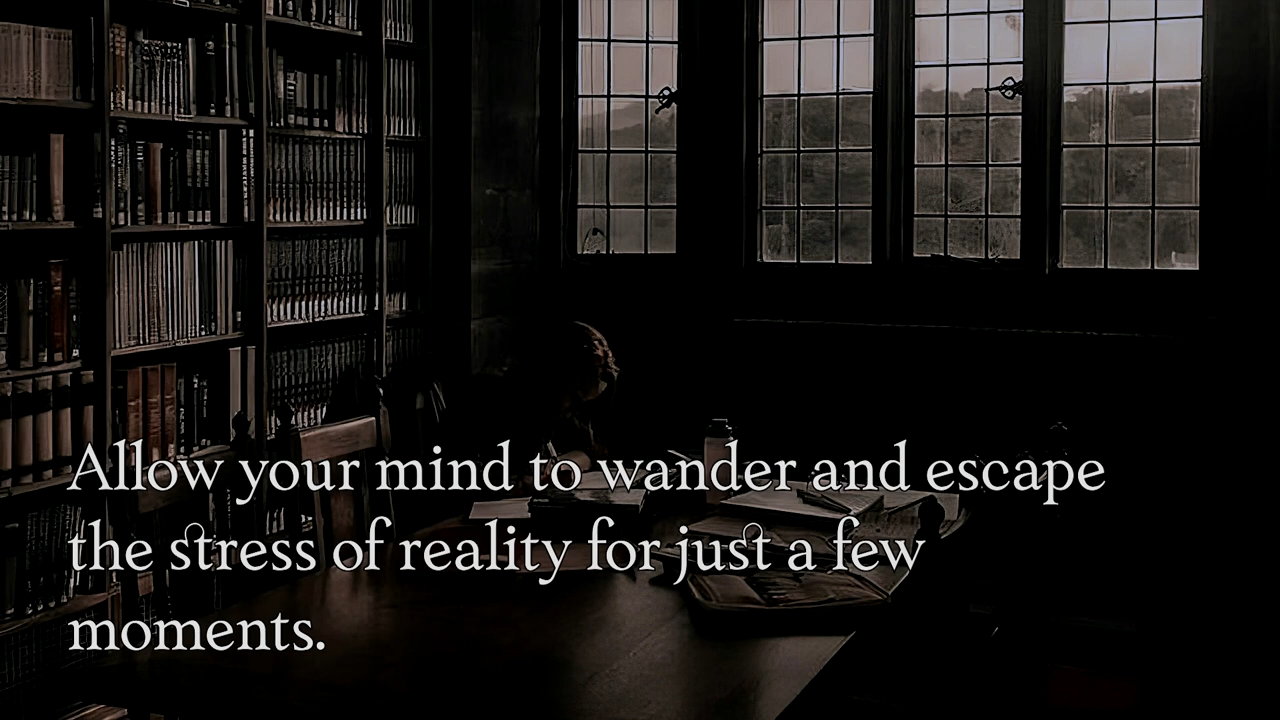 Allow your mind to wander and escape
the stress of reality for just a few
moments.